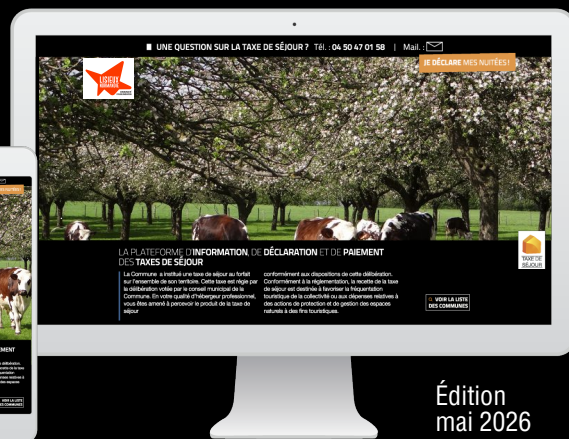 UNE QUESTION SUR LA TAXE DE SÉJOUR ? Tél. : 04 50 47 01 58 | Mail. :
JE DÉCLARE MES NUITÉES !
LISIEUX
NORMANDIE
LA PLATEFORME D'INFORMATION, DE DÉCLARATION ET DE PAIEMENT
DES TAXES DE SÉJOUR
La Commune a institué une taxe de séjour au forfait
sur l'ensemble de son territoire. Cette taxe est régie par
la délibération votée par le conseil municipal de la
Commune. En votre qualité d'hébergeur professionnel,
vous êtes amené à percevoir le produit de la taxe de
séjour
conformément aux dispositions de cette délibération.
Conformément à la réglementation, la recette de la taxe
de séjour est destinée à favoriser la fréquentation
touristique de la collectivité ou aux dépenses relatives à
des actions de protection et de gestion des espaces
naturels à des fins touristiques.
VOIR LA LISTE
DES COMMUNES
TAXE DE
SÉJOUR
VOIR LA LISTE
DES COMMUNES
Édition
mai 2026